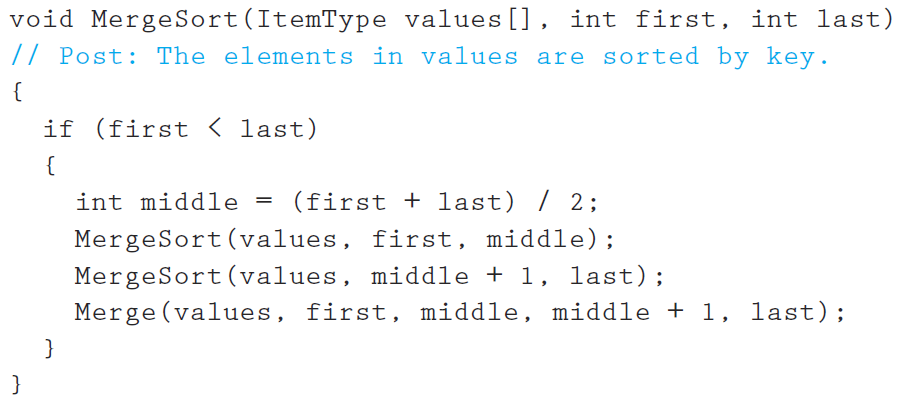 void MergeSort(ItemType values[], int first, int last)
// Post: The elements in values are sorted by key.
{
  if (first < last)
  {
    int middle = (first + last) / 2;
    MergeSort(values, first, middle);
    MergeSort(values, middle + 1, last);
    Merge(values, first, middle, middle + 1, last);
  }
}